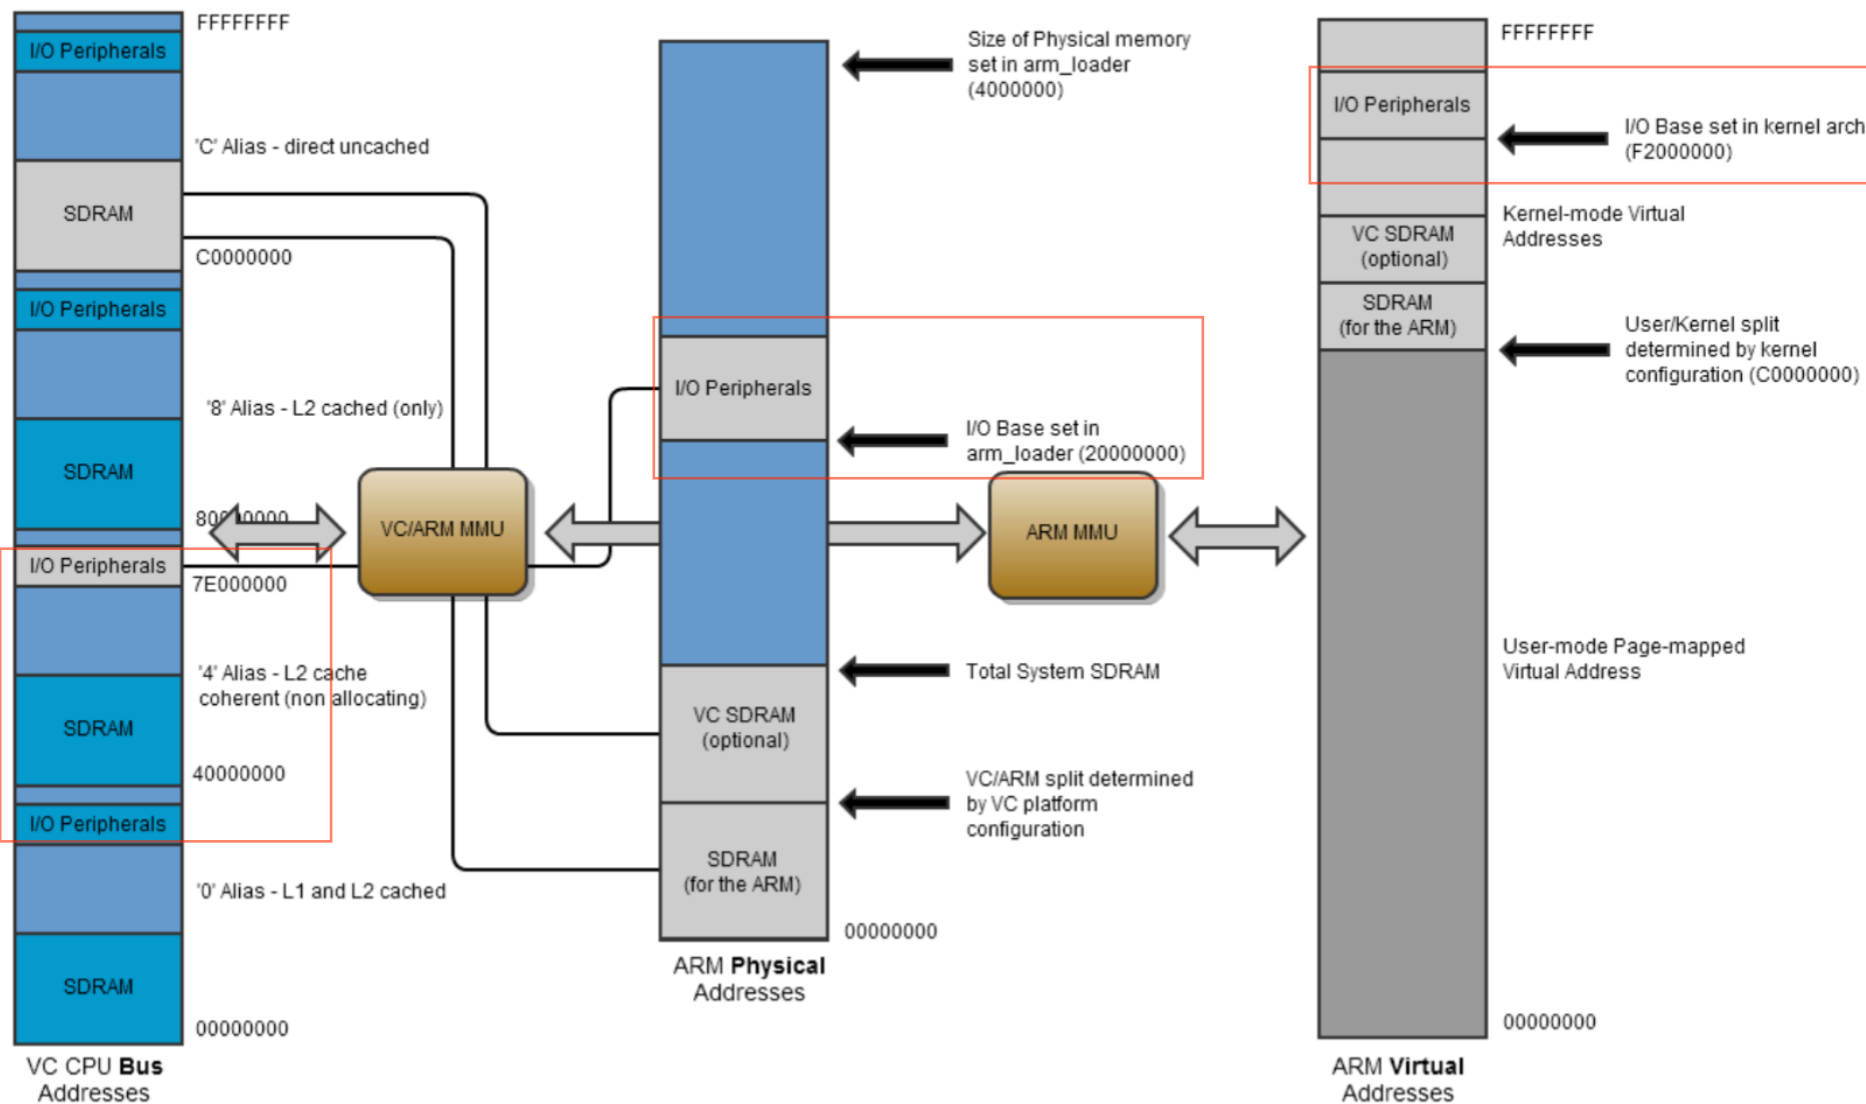 FFFFFFFF
I/O Peripherals
'C' Alias - direct uncached
SDRAM
C0000000
I/O Peripherals
'8' Alias - L2 cached (only)
SDRAM
80000000
I/O Peripherals
7E000000
'4' Alias - L2 cache
coherent (non allocating)
SDRAM
40000000
I/O Peripherals
'0' Alias - L1 and L2 cached
SDRAM
00000000
VC CPU Bus
Addresses
VC/ARM MMU
Size of Physical memory
set in arm_loader
(4000000)
I/O Peripherals
I/O Base set in
arm_loader (20000000)
Total System SDRAM
VC SDRAM
(optional)
VC/ARM split determined
by VC platform
configuration
SDRAM
(for the ARM)
00000000
ARM Physical
Addresses
ARM MMU
FFFFFFFF
I/O Peripherals
I/O Base set in kernel arch
(F2000000)
Kernel-mode Virtual
Addresses
VC SDRAM
(optional)
SDRAM
(for the ARM)
User/Kernel split
determined by kernel
configuration (C0000000)
User-mode Page-mapped
Virtual Address
00000000
ARM Virtual
Addresses